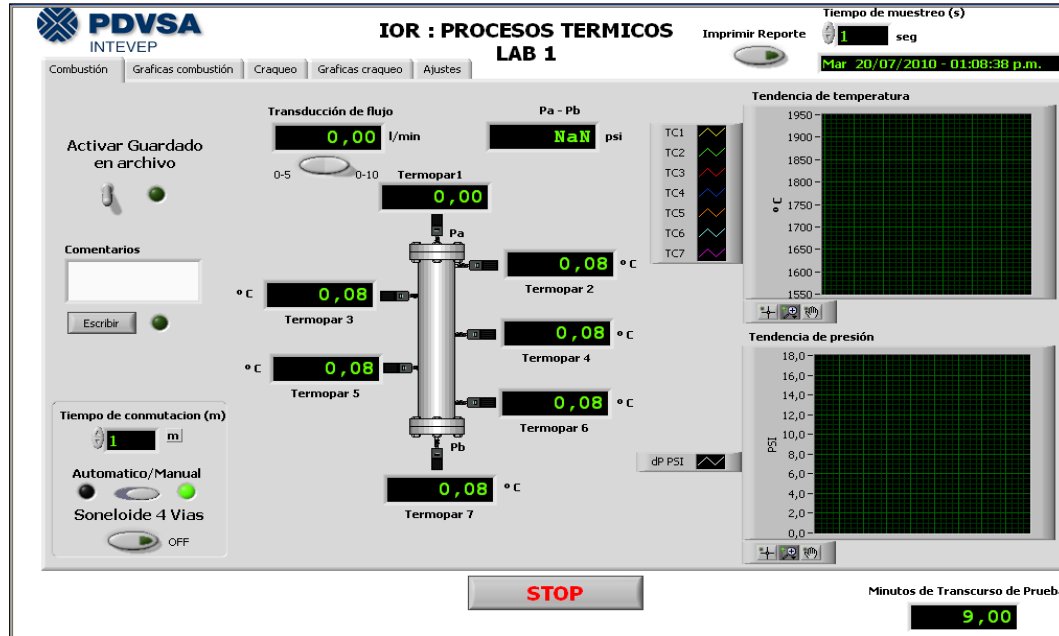 PDVSA
INTEVEP
IOR : PROCESOS TERMICOS
LAB 1
Imprimir Reporte
Tiempo de muestreo (s)
1 seg
Mar 20/07/2010 - 01:08:38 p.m.
Combustión Graficas combustión Craqueo Graficas craqueo Ajustes
Activar Guardado
en archivo
Comentarios
Escribir
Tiempo de conmutacion (m)
1 m
Automatico/Manual
Soneloide 4 Vias
OFF
Transducción de flujo
0,00 l/min
0-5 0-10
Pa - Pb
NaN psi
Termopar1
0,00
Pa
0,08 °C
Termopar 2
°C 0,08
Termopar 3
0,08 °C
Termopar 4
°C 0,08
Termopar 5
0,08 °C
Termopar 6
Pb
0,08 °C
Termopar 7
TC1
TC2
TC3
TC4
TC5
TC6
TC7
Tendencia de temperatura
°C
1950
1900
1850
1800
1750
1700
1650
1600
1550
Tendencia de presión
dP PSI
PSI
18,0
16,0
14,0
12,0
10,0
8,0
6,0
4,0
2,0
0,0
STOP
Minutos de Transcurso de Prueb
9,00